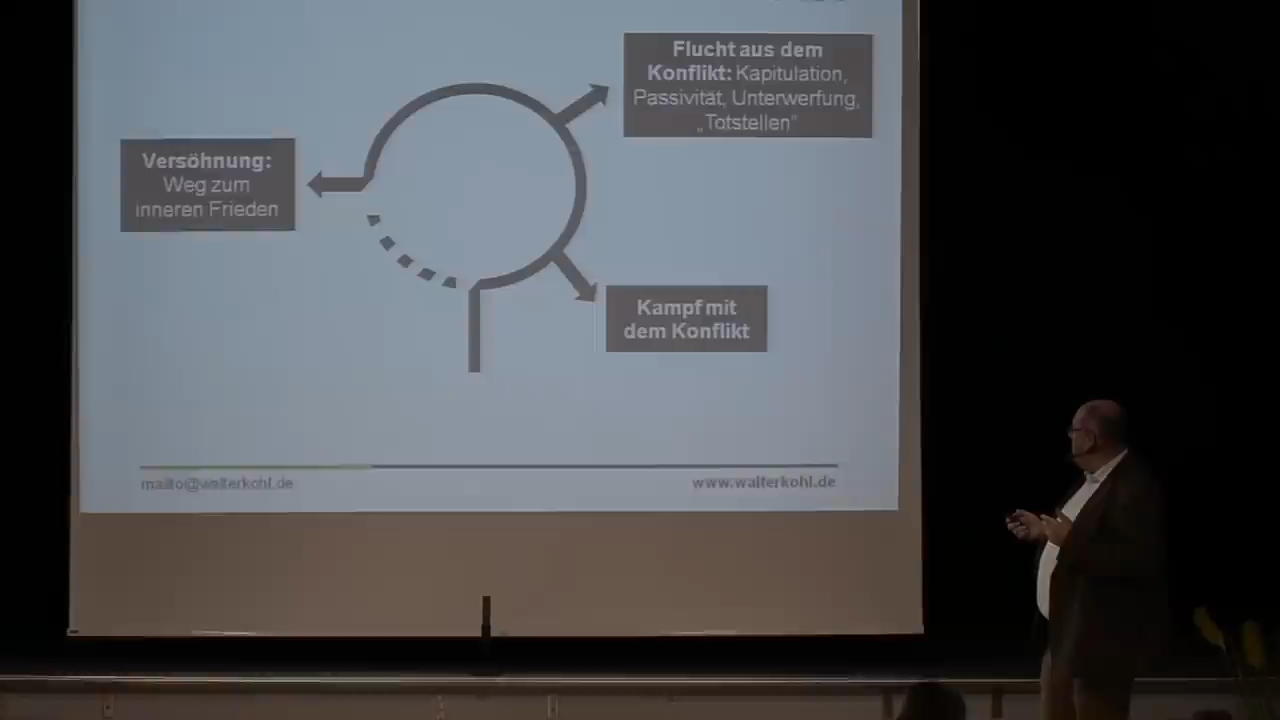 Flucht aus dem
Konflikt: Kapitulation,
Passivität, Unterwerfung,
„Totstellen“
Versöhnung:
Weg zum
inneren Frieden
Kampf mit
dem Konflikt
mailto@walterkohl.de
www.walterkohl.de